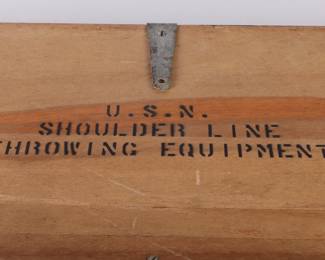 U.S.N.
SHOULDER LINE
THROWING EQUIPMENT